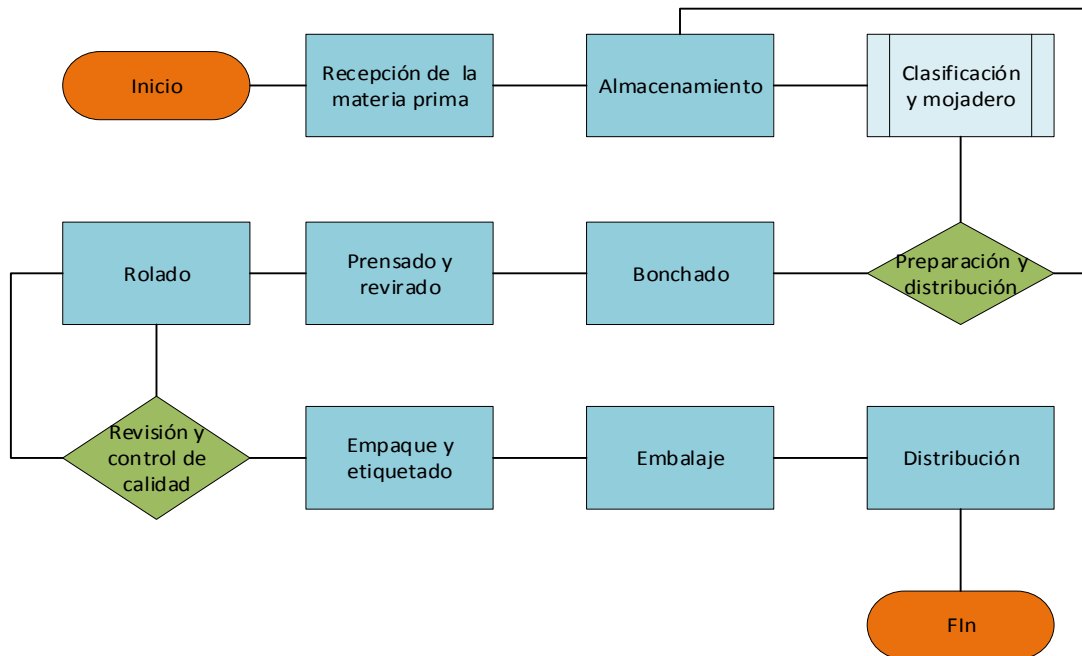 Inicio
Recepción de la
materia prima
Almacenamiento
Clasificación
y mojadero
Rolado
Prensado y
revirado
Bonchado
Preparación y
distribución
Revisión y
control de
calidad
Empaque y
etiquetado
Embalaje
Distribución
FIn